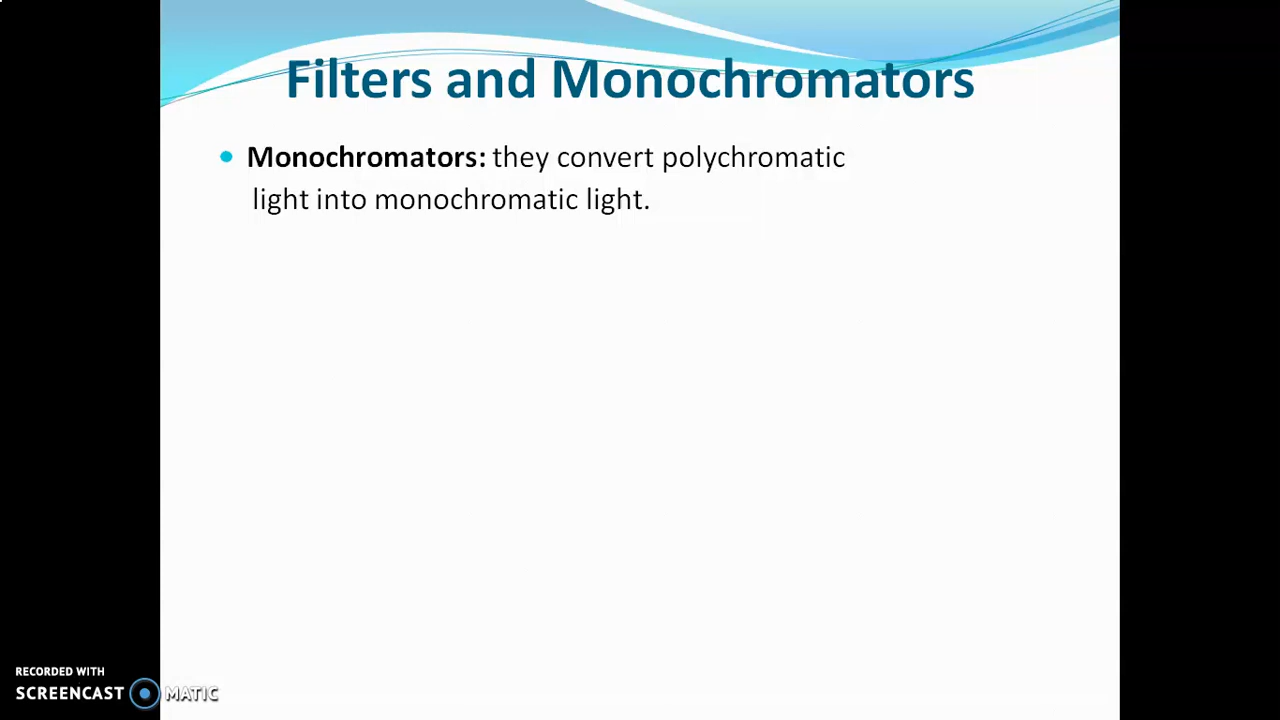 Filters and Monochromators
• Monochromators: they convert polychromatic
light into monochromatic light.
RECORDED WITH
SCREENCAST MATIC